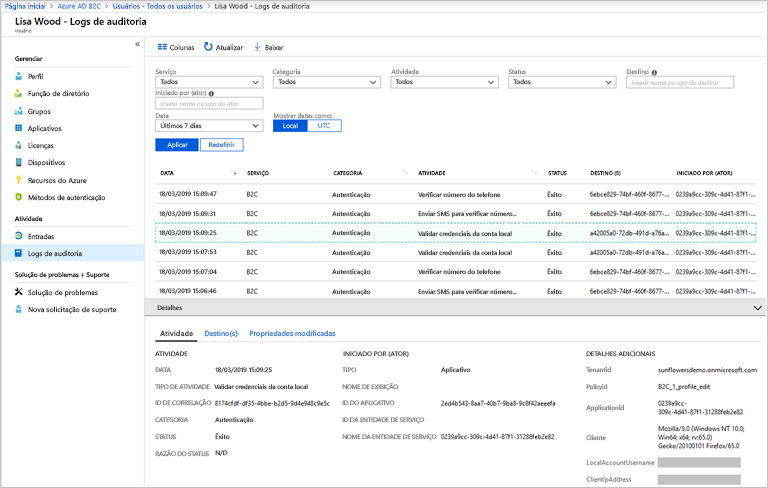 Página inicial > Azure AD B2C > Usuários - Todos os usuários > Lisa Wood - Logs de auditoria
Lisa Wood - Logs de auditoria
Usuário
«
Gerenciar
Perfil
Função de diretório
Grupos
Aplicativos
Licenças
Dispositivos
Recursos do Azure
Métodos de autenticação
Atividade
Entradas
Logs de auditoria
Solução de problemas + Suporte
Solução de problemas
Nova solicitação de suporte
Colunas Atualizar Baixar
Serviço Categoria Atividade Status Destino
Todos Todos Todos Todos Insérir nome ou upn do destino
Iniciado por (ator)
Inserir nome ou upn do ator
Data Mostrar datas como:
Últimos 7 dias Local UTC
Aplicar Redefinir
DATA SERVIÇO CATEGORIA ATIVIDADE STATUS DESTINO (S) INICIADO POR (ATOR)
18/03/2019 15:09:47 B2C Autenticação Verificar número do telefone Êxito 6ebce829-74bf-460f-8677-... 0239a9cc-309c-4d41-87f1-...
18/03/2019 15:09:31 B2C Autenticação Enviar SMS para verificar número... Êxito 6ebce829-74bf-460f-8677-... 0239a9cc-309c-4d41-87f1-...
18/03/2019 15:09:25 B2C Autenticação Validar credenciais da conta local Êxito a42005a0-72db-491d-a76a... 0239a9cc-309c-4d41-87f1-...
18/03/2019 15:07:53 B2C Autenticação Validar credenciais da conta local Êxito a42005a0-72db-491d-a76a... 0239a9cc-309c-4d41-87f1-...
18/03/2019 15:07:04 B2C Autenticação Verificar número do telefone Êxito 6ebce829-74bf-460f-8677-... 0239a9cc-309c-4d41-87f1-...
18/03/2019 15:06:46 B2C Autenticação Enviar SMS para verificar número... Êxito 6ebce829-74bf-460f-8677-... 0239a9cc-309c-4d41-87f1-...
Detalhes
Atividade Destino(s) Propriedades modificadas
ATIVIDADE
DATA 18/03/2019 15:09:25
TIPO DE ATIVIDADE Validar credenciais da conta local
ID DE CORRELAÇÃO 8174cfdf-df35-4bbe-b2d5-9d4e948c9e5c
CATEGORIA Autenticação
STATUS Êxito
RAZÃO DO STATUS N/D
INICIADO POR (ATOR)
TIPO Aplicativo
NOME DE EXIBIÇÃO
ID DO APLICATIVO 2ed4b543-8aa7-40b7-9ba8-9c8f42aeeefa
ID DA ENTIDADE DE SERVIÇO
NOME DA ENTIDADE DE SERVIÇO 0239a9cc-309c-4d41-87f1-31288feb2e82
DETALHES ADICIONAIS
TenantId sunflowersdemo.onmicrosoft.com
PolicyId B2C_1_profile_edit
ApplicationId 0239a9cc-
309c-4d41-87f1-31288feb2e82
Cliente Mozilla/5.0 (Windows NT 10.0;
Win64; x64; rv:65.0)
Gecko/20100101 Firefox/65.0
LocalAccountUsername
ClientIpAddress